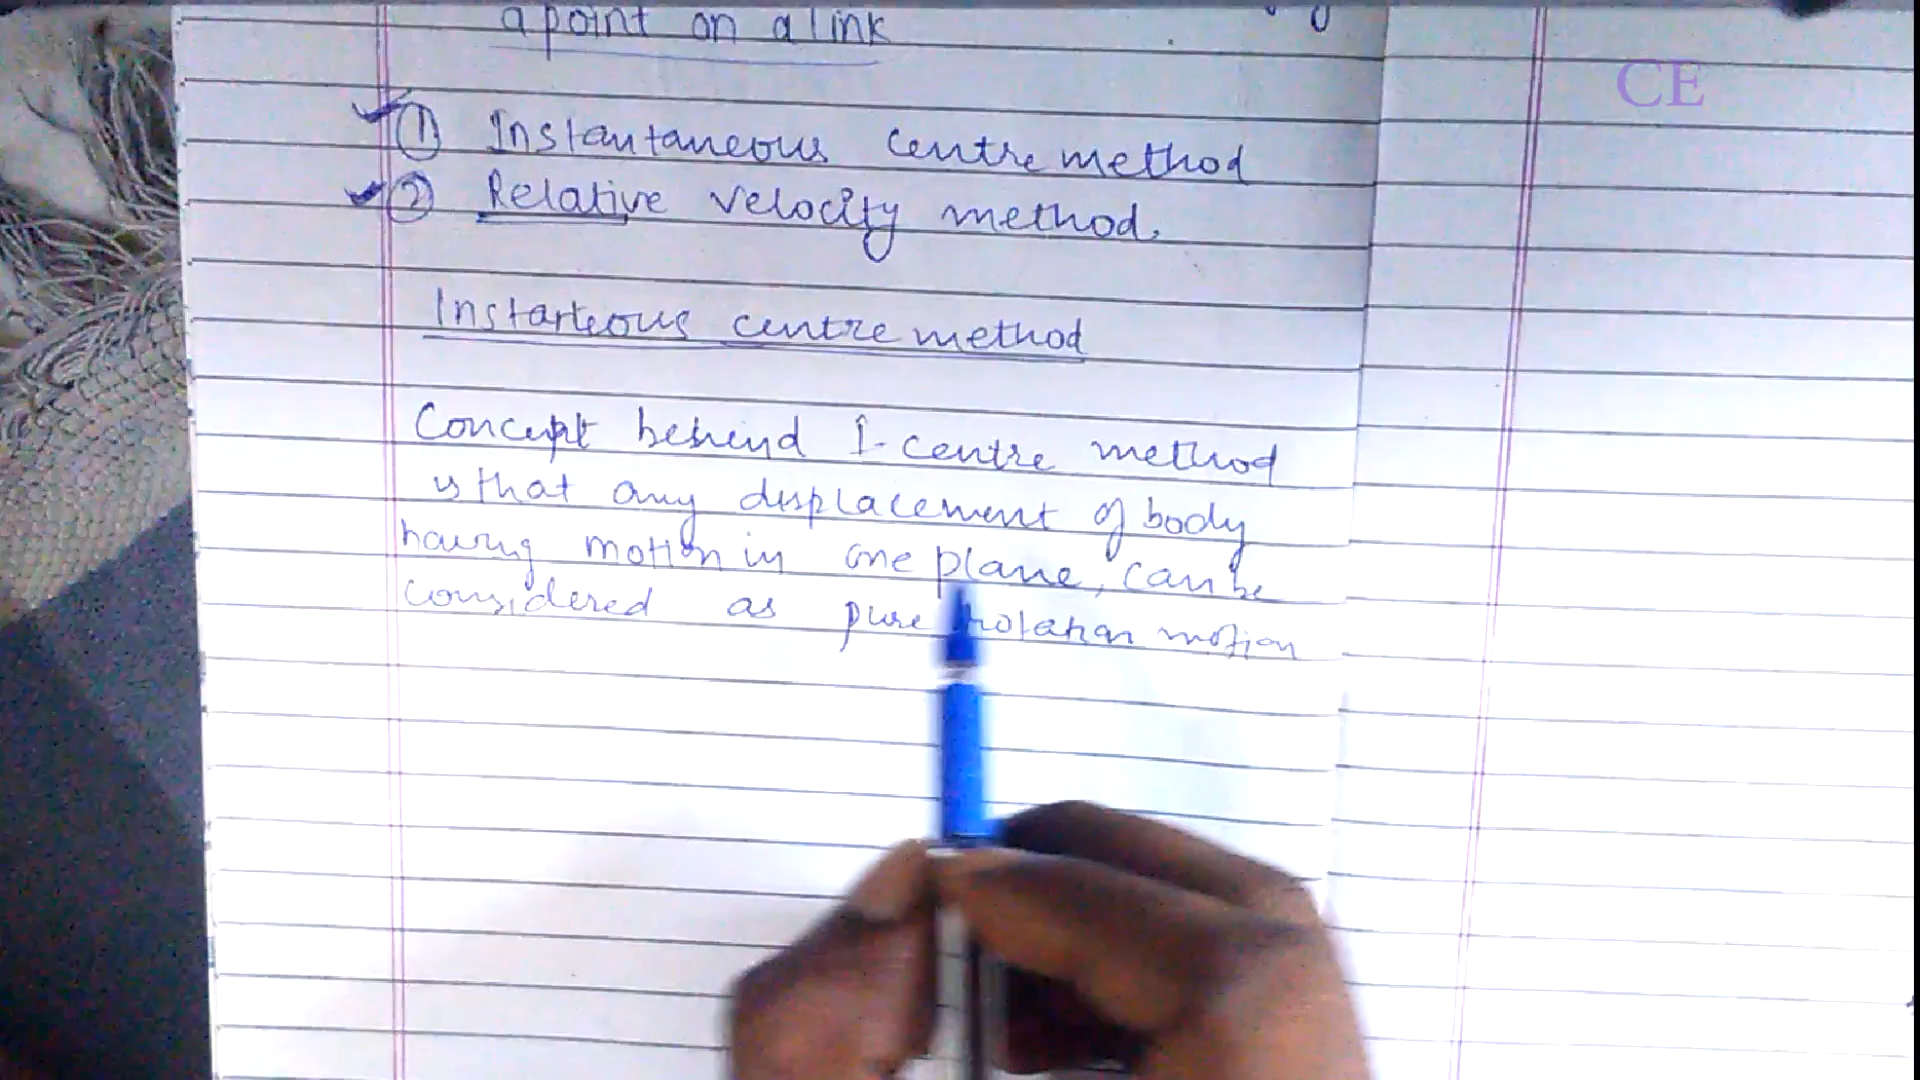 a point on a link
CE
① Instantaneous centre method
② Relative velocity method.
Instarteous centre method
Concept behind I-centre method
is that any displacement of body
having motion in one plane, can be
considered as pure rotation motion